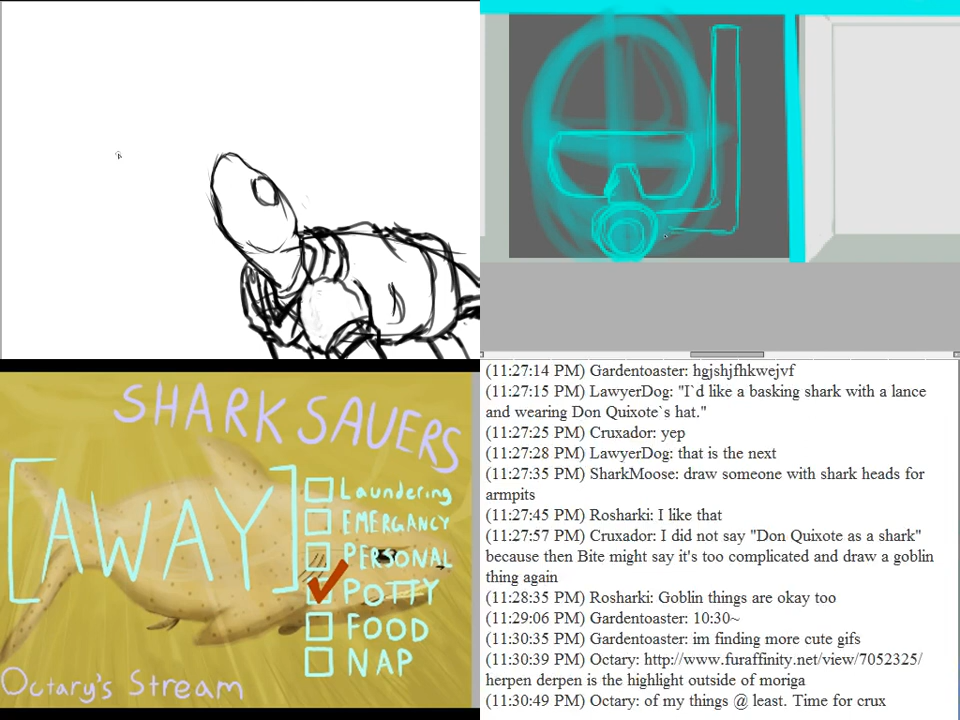 SHARK SAUERS
[AWAY]
Laundering
EMERGANCY
PERSONAL
POTTY
FOOD
NAP
Octary's Stream
(11:27:14 PM) Gardentoaster: hgjshjfhkwejvf
(11:27:15 PM) LawyerDog: "I`d like a basking shark with a lance
and wearing Don Quixote`s hat."
(11:27:25 PM) Cruxador: yep
(11:27:28 PM) LawyerDog: that is the next
(11:27:35 PM) SharkMoose: draw someone with shark heads for
armpits
(11:27:45 PM) Rosharki: I like that
(11:27:57 PM) Cruxador: I did not say "Don Quixote as a shark"
because then Bite might say it's too complicated and draw a goblin
thing again
(11:28:35 PM) Rosharki: Goblin things are okay too
(11:29:06 PM) Gardentoaster: 10:30~
(11:30:35 PM) Gardentoaster: im finding more cute gifs
(11:30:39 PM) Octary: http://www.furaffinity.net/view/7052325/
herpen derpen is the highlight outside of moriga
(11:30:49 PM) Octary: of my things @ least. Time for crux